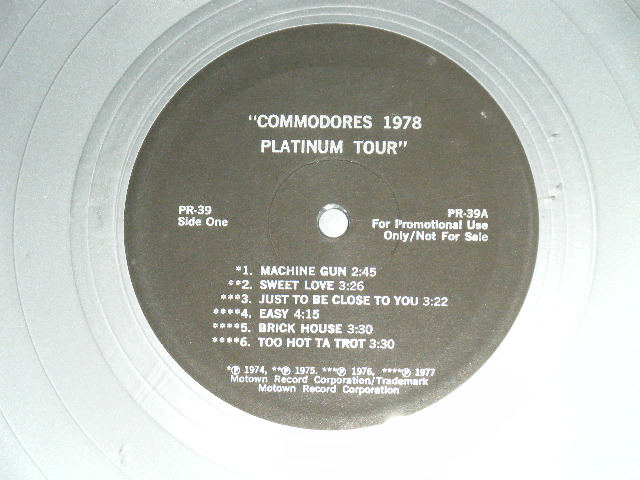 "COMMODORES 1978
PLATINUM TOUR"
PR-39
Side One
PR-39A
For Promotional Use
Only/Not For Sale
*1. MACHINE GUN 2:45
**2. SWEET LOVE 3:26
***3. JUST TO BE CLOSE TO YOU 3:22
****4. EASY 4:15
****5. BRICK HOUSE 3:30
****6. TOO HOT TA TROT 3:30
*℗ 1974, **℗ 1975. ***℗ 1976, ****℗ 1977
Motown Record Corporation/Trademark
Motown Record Corporation